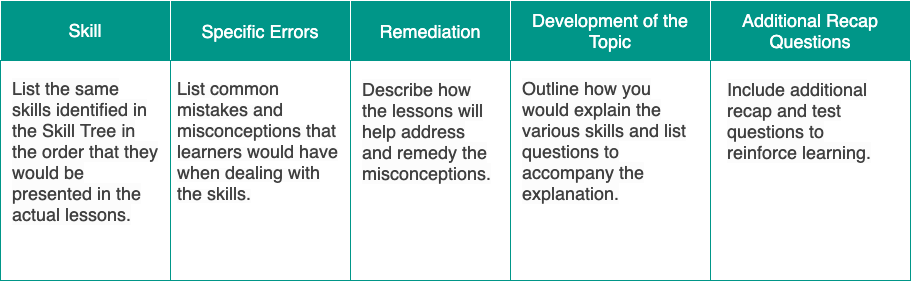 Skill
Specific Errors
Remediation
Development of the
Topic
Additional Recap
Questions
List the same
skills identified in
the Skill Tree in
the order that they
would be
presented in the
actual lessons.
List common
mistakes and
misconceptions that
learners would have
when dealing with
the skills.
Describe how
the lessons will
help address
and remedy the
misconceptions.
Outline how you
would explain the
various skills and list
questions to
accompany the
explanation.
Include additional
recap and test
questions to
reinforce learning.